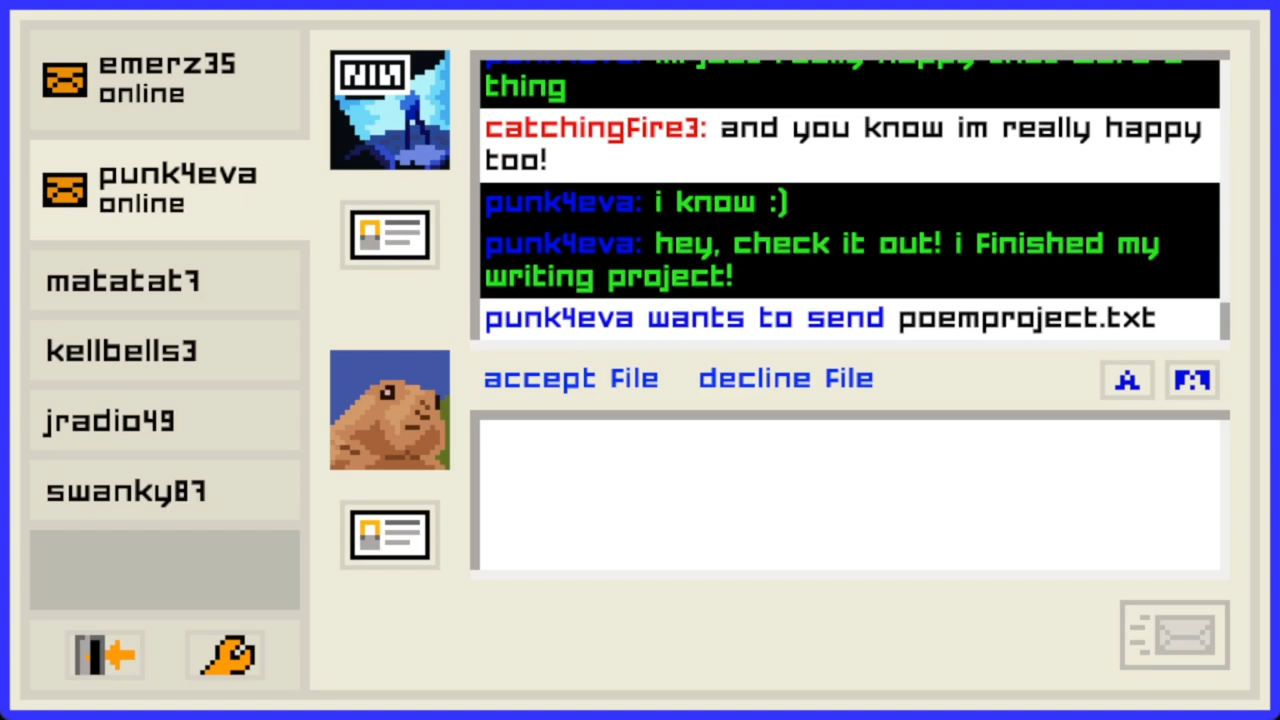 emerz35
online
punk4eva
online
matatat7
kellbells3
jradio49
swanky87
NIN
thing
catchingfire3: and you know im really happy
too!
punk4eva: i know :)
punk4eva: hey, check it out! i finished my
writing project!
punk4eva wants to send poemproject.txt
accept file decline file
A